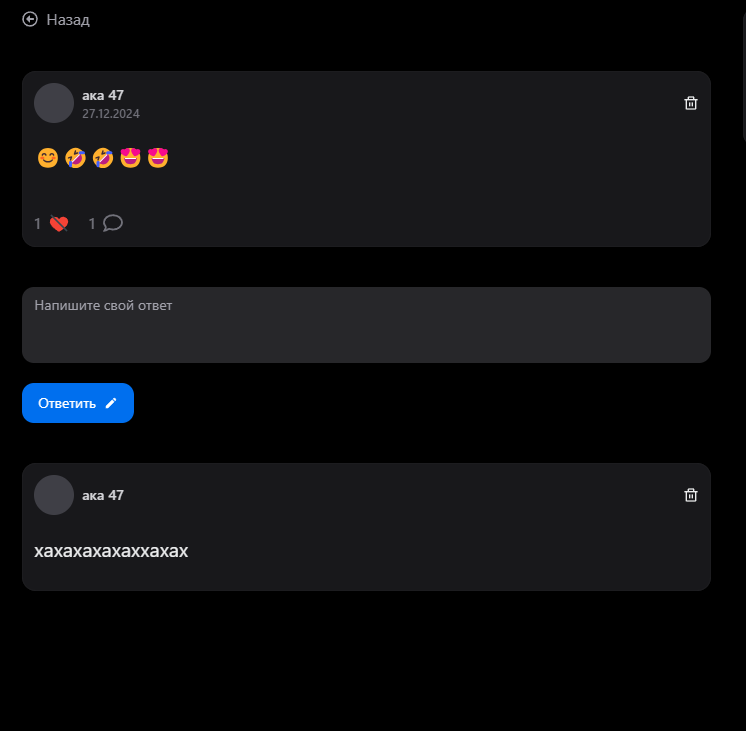 Назад
ака 47
27.12.2024
😊🤣🤣🤩🤩
1 1
Напишите свой ответ
Ответить
ака 47
хахахахахаххахах